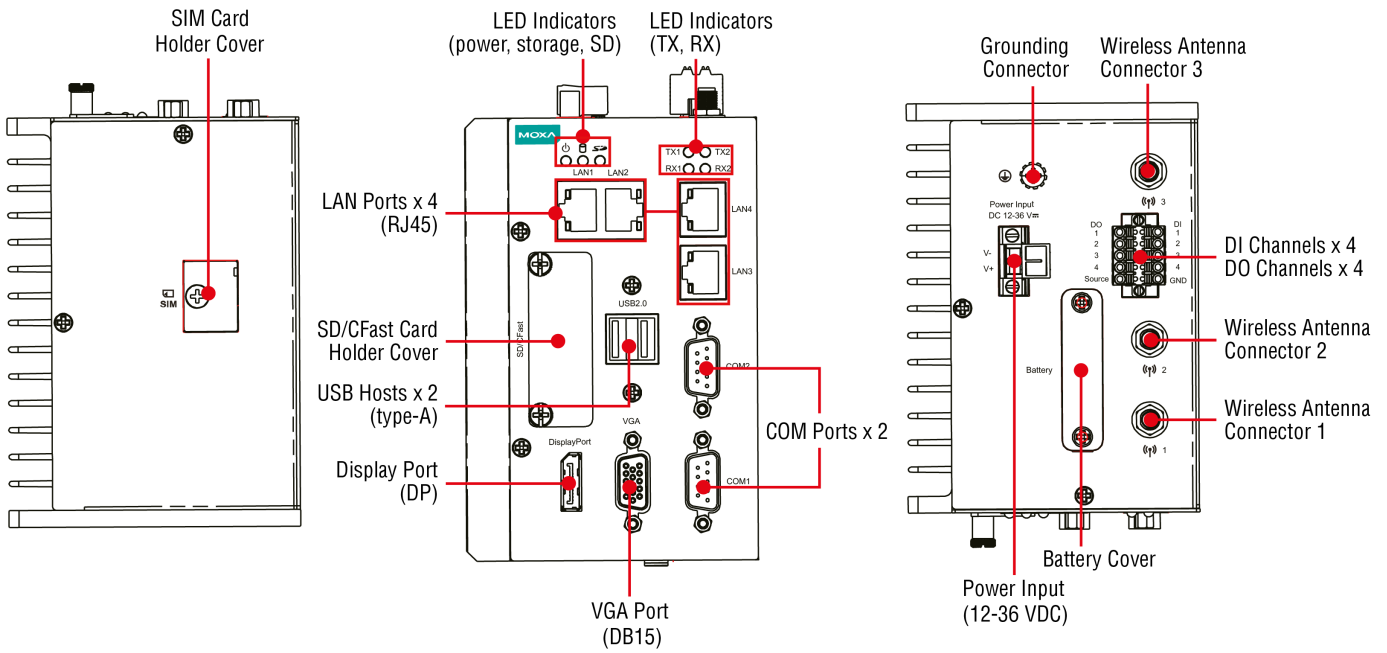 SIM Card
Holder Cover
SIM
LED Indicators
(power, storage, SD)
LED Indicators
(TX, RX)
MOXA
TX1
TX2
RX1
RX2
LAN1
LAN2
LAN Ports x 4
(RJ45)
LAN4
LAN3
USB2.0
SD/CFast
SD/CFast Card
Holder Cover
USB Hosts x 2
(type-A)
COM2
VGA
COM Ports x 2
DisplayPort
Display Port
(DP)
COM1
VGA Port
(DB15)
Grounding
Connector
Wireless Antenna
Connector 3
3
Power Input
DC 12-36 V
DO
DI
1
1
2
2
3
3
4
4
Source
GND
V-
V+
DI Channels x 4
DO Channels x 4
Wireless Antenna
Connector 2
Battery
2
Wireless Antenna
Connector 1
1
Battery Cover
Power Input
(12-36 VDC)